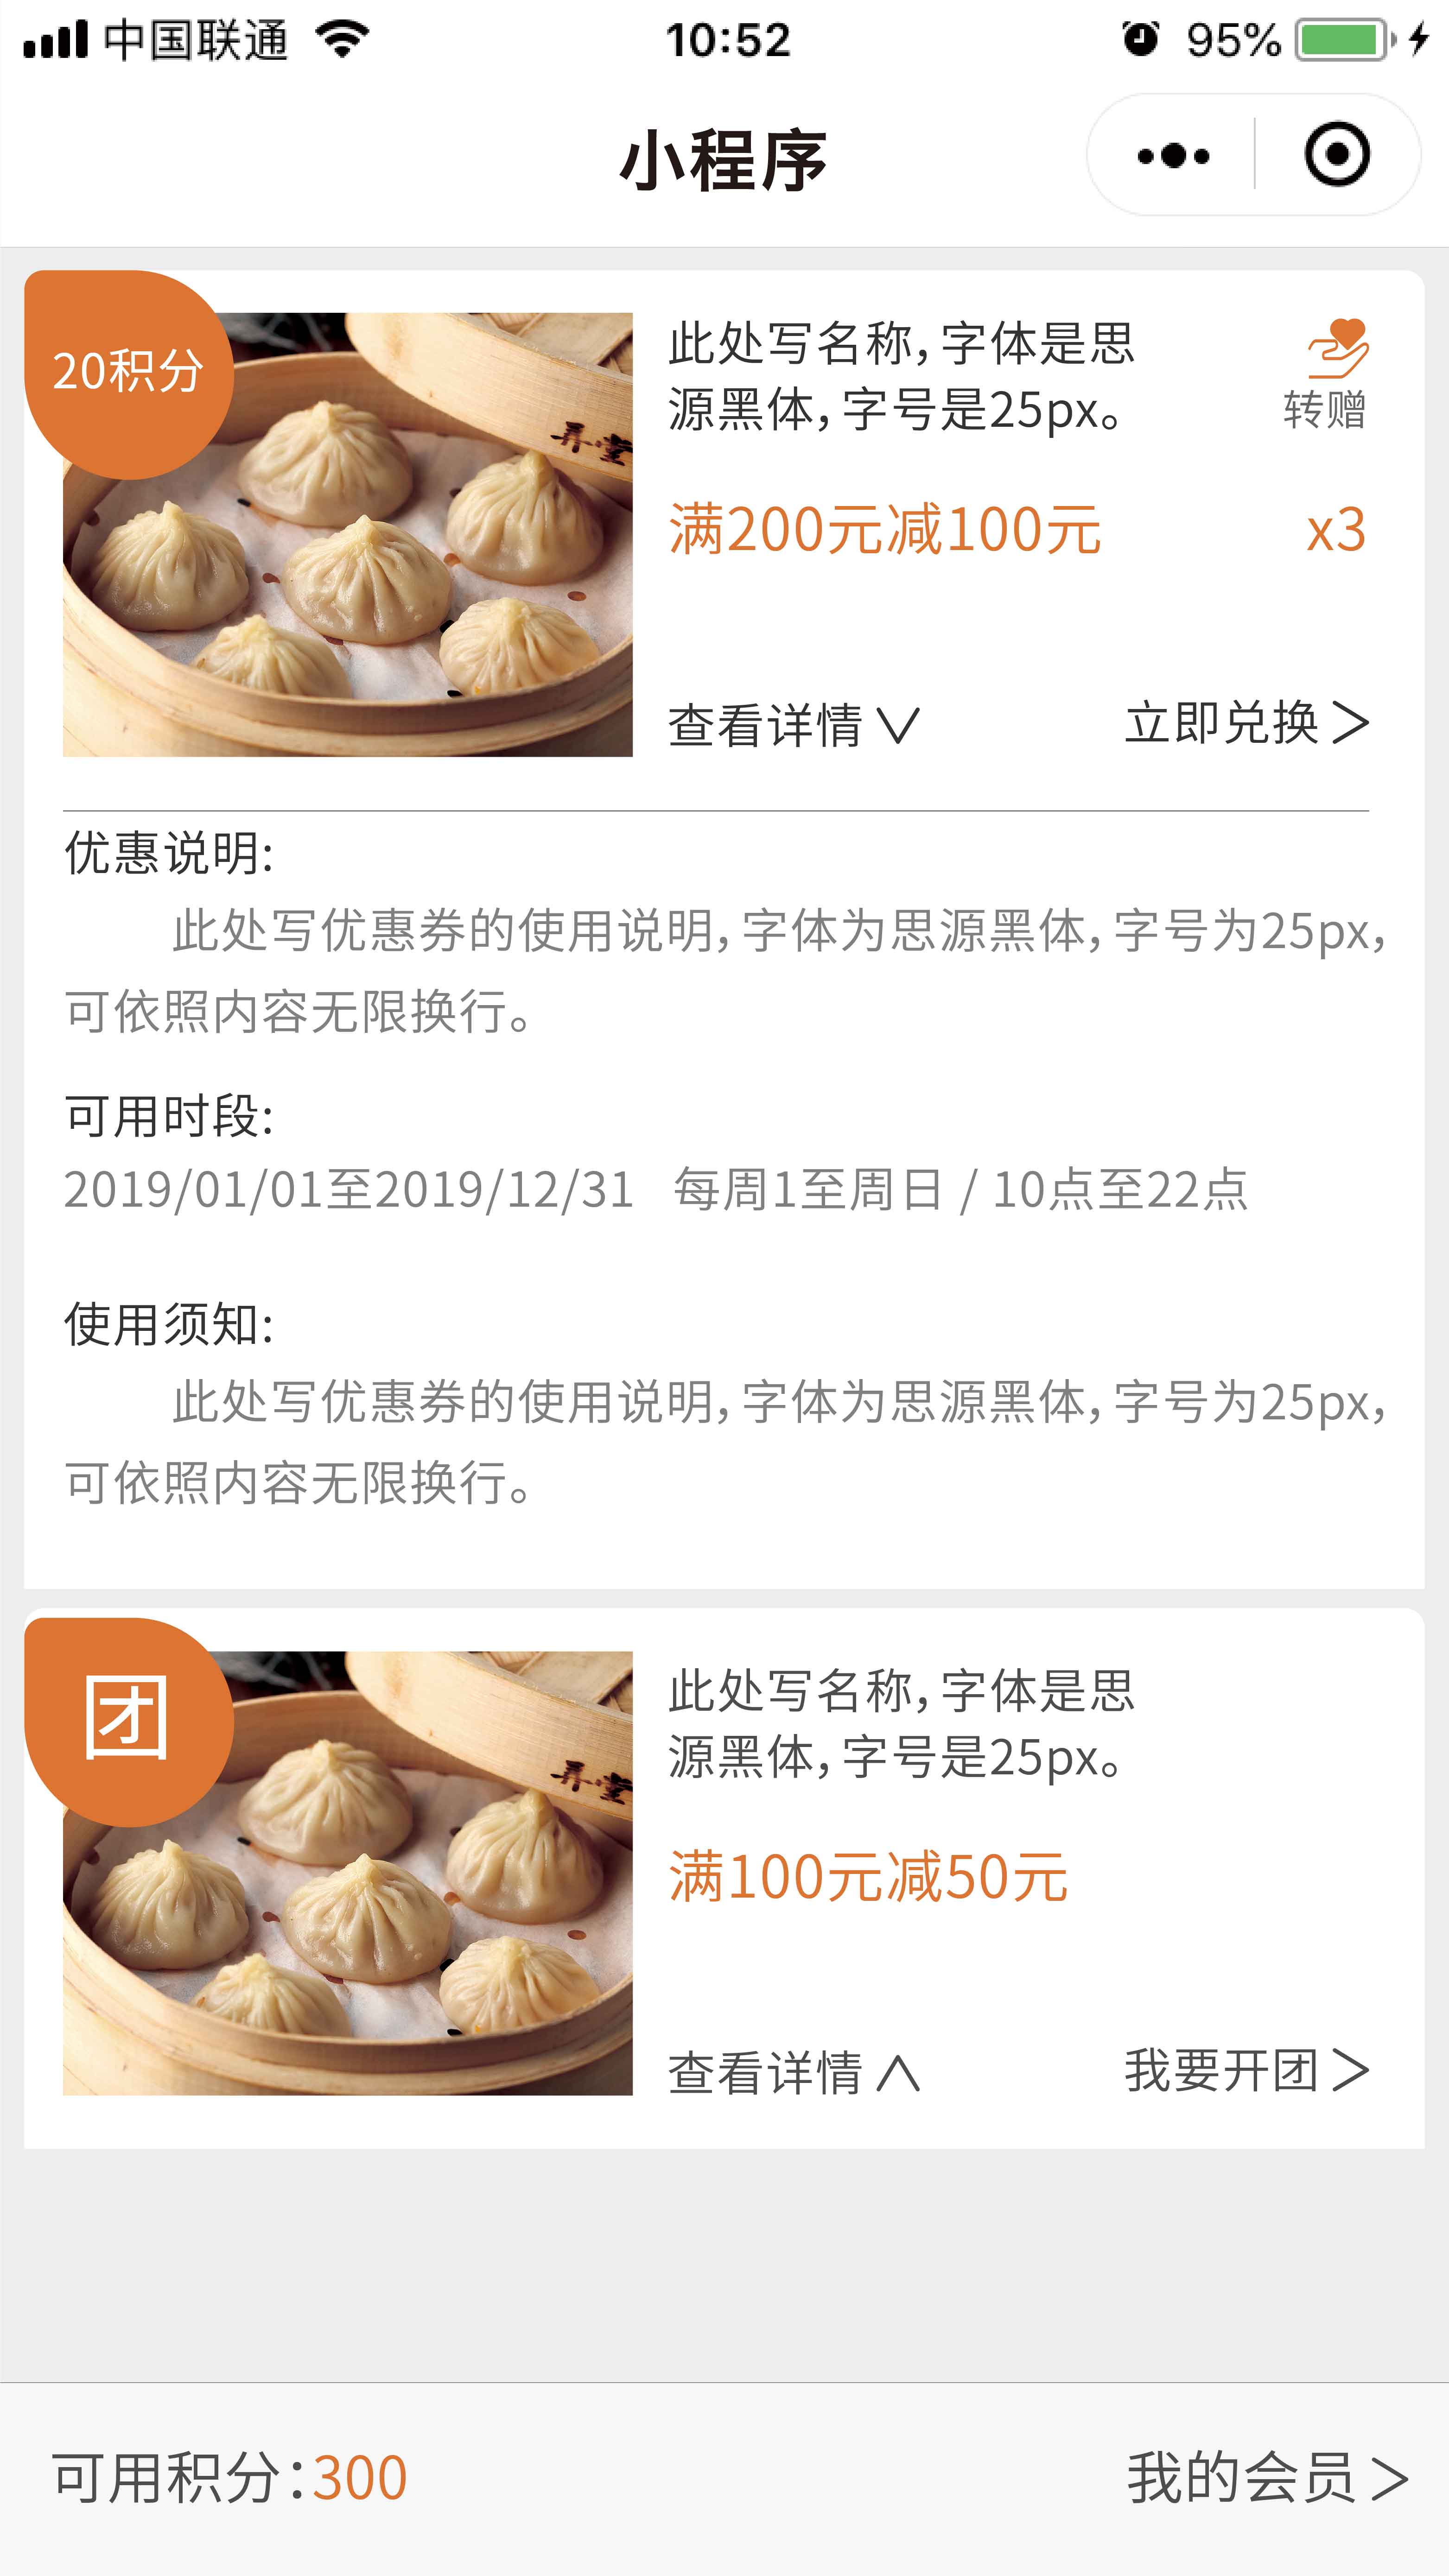 中国联通
10:52
95%
小程序
20积分
此处写名称，字体是思
源黑体，字号是25px。
转赠
满200元减100元
x3
查看详情
立即兑换
优惠说明：
此处写优惠券的使用说明，字体为思源黑体，字号为25px，
可依照内容无限换行。
可用时段：
2019/01/01至2019/12/31 每周1至周日 / 10点至22点
使用须知：
此处写优惠券的使用说明，字体为思源黑体，字号为25px，
可依照内容无限换行。
团
此处写名称，字体是思
源黑体，字号是25px。
满100元减50元
查看详情
我要开团
可用积分：300
我的会员